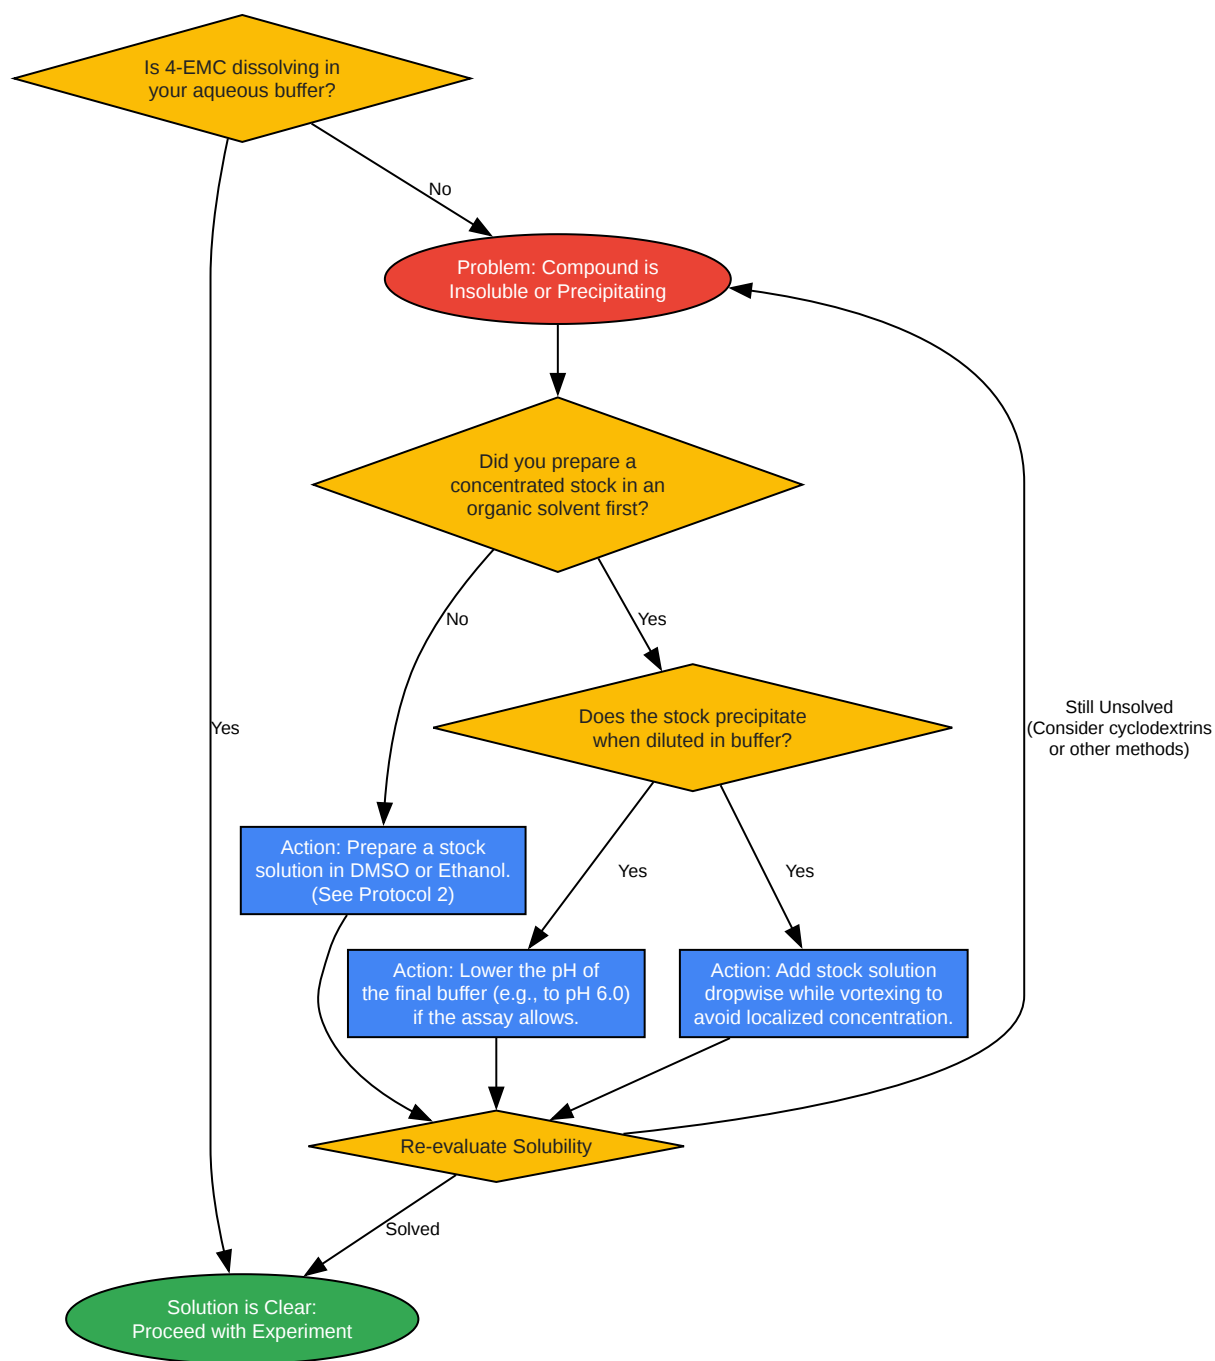 Is 4-EMC dissolving in
your aqueous buffer?
No
Problem: Compound is
Insoluble or Precipitating
Did you prepare a
concentrated stock in an
organic solvent first?
No
Yes
Does the stock precipitate
when diluted in buffer?
Still Unsolved
(Consider cyclodextrins
or other methods)
Yes
Action: Prepare a stock
solution in DMSO or Ethanol.
(See Protocol 2)
Yes
Yes
Action: Lower the pH of
the final buffer (e.g., to pH 6.0)
if the assay allows.
Action: Add stock solution
dropwise while vortexing to
avoid localized concentration.
Re-evaluate Solubility
Solved
Solution is Clear:
Proceed with Experiment